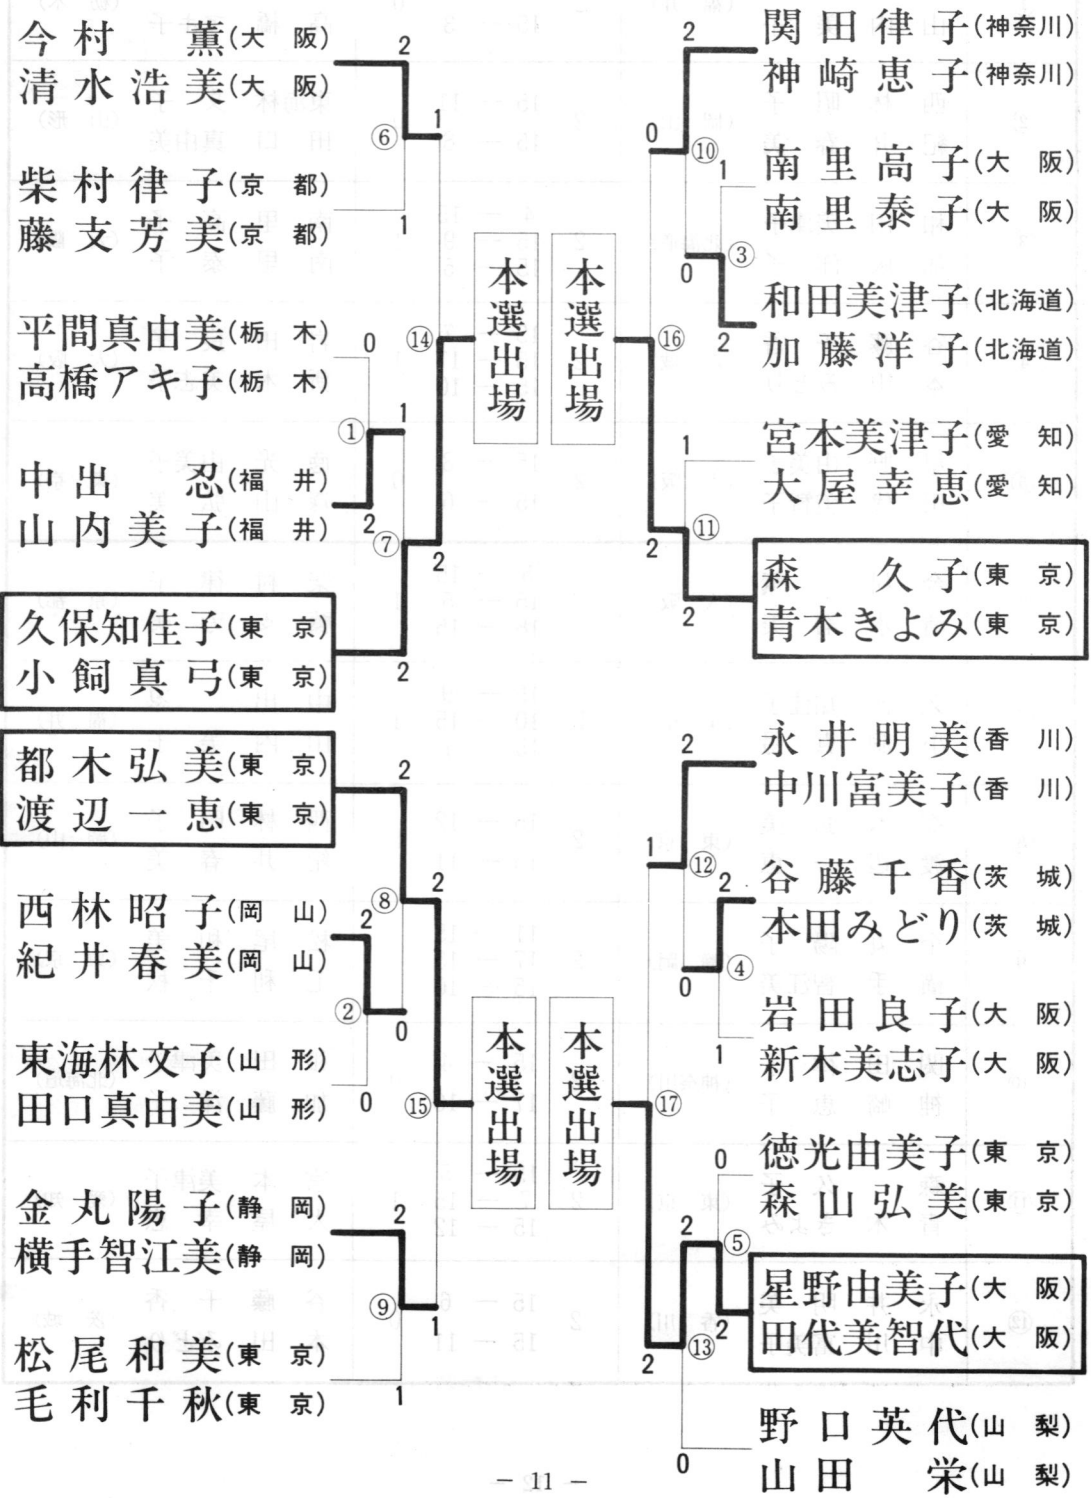 今村 薫(大 阪)
清水浩美(大 阪)
2
1
⑥
柴村律子(京 都)
藤支芳美(京 都)
1
平間真由美(栃 木)
高橋アキ子(栃 木)
0
⑭
①
1
中出 忍(福 井)
山内美子(福 井)
2
⑦
2
久保知佳子(東 京)
小飼真弓(東 京)
2
本選出場
都木弘美(東 京)
渡辺一恵(東 京)
2
⑧
2
西林昭子(岡 山)
紀井春美(岡 山)
2
②
0
東海林文子(山 形)
田口真由美(山 形)
0
⑮
金丸陽子(静 岡)
横手智江美(静 岡)
2
⑨
1
松尾和美(東 京)
毛利千秋(東 京)
1
本選出場
関田律子(神奈川)
神崎恵子(神奈川)
2
0
⑩
南里高子(大 阪)
南里泰子(大 阪)
1
③
0
和田美津子(北海道)
加藤洋子(北海道)
2
⑯
宮本美津子(愛 知)
大屋幸恵(愛 知)
1
⑪
2
森 久子(東 京)
青木きよみ(東 京)
2
本選出場
永井明美(香 川)
中川富美子(香 川)
2
1
⑫
谷藤千香(茨 城)
本田みどり(茨 城)
2
④
0
岩田良子(大 阪)
新木美志子(大 阪)
1
⑰
徳光由美子(東 京)
森山弘美(東 京)
0
2
⑤
星野由美子(大 阪)
田代美智代(大 阪)
2
⑬
2
野口英代(山 梨)
山田 栄(山 梨)
0
本選出場
− 11 −